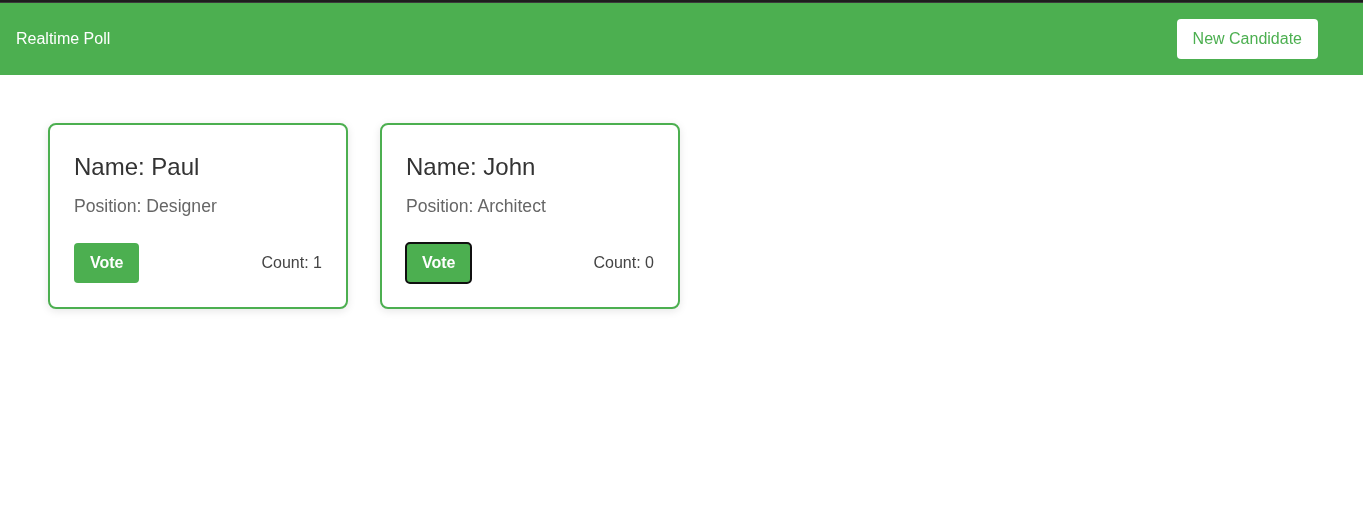 Realtime Poll
New Candidate
Name: Paul
Position: Designer
Vote
Count: 1
Name: John
Position: Architect
Vote
Count: 0